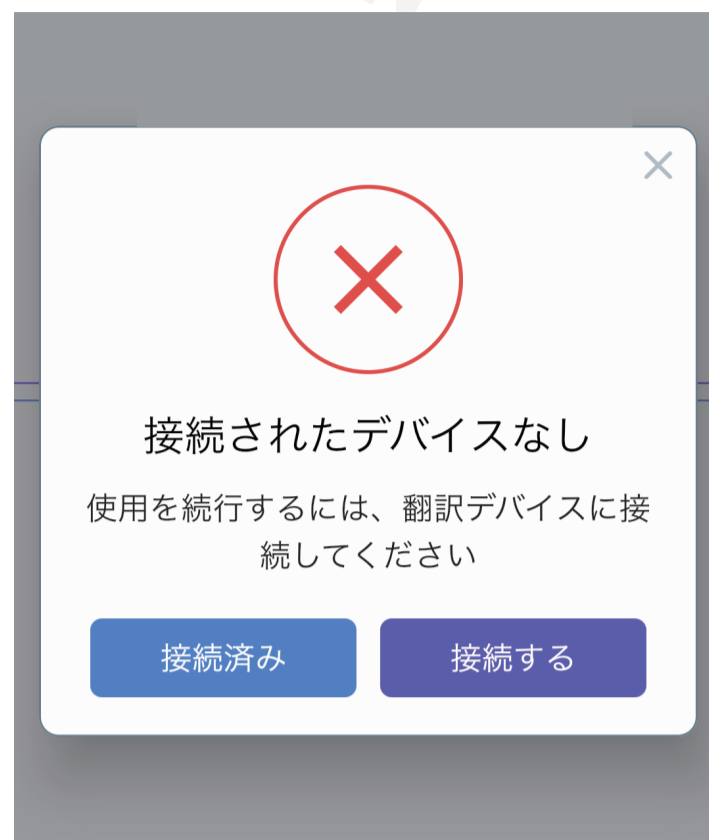 接続されたデバイスなし
使用を続行するには、翻訳デバイスに接
続してください
接続済み
接続する